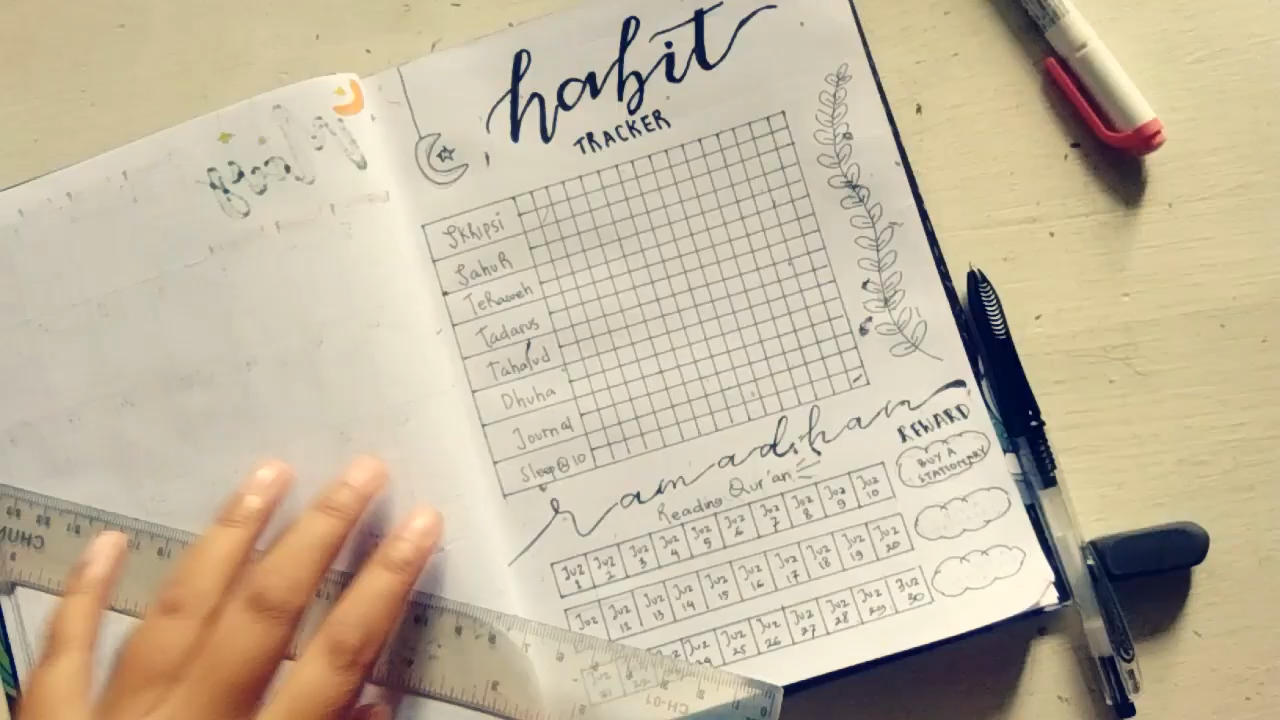 habit
TRACKER
Skripsi
Sahur
Teraweh
Tadarus
Tahajud
Dhuha
Journal
Sleep@10
ramadhan
Reading Qur'an
Juz 1 Juz 2 Juz 3 Juz 4 Juz 5 Juz 6 Juz 7 Juz 8 Juz 9 Juz 10
Juz Juz 12 Juz 13 Juz 14 Juz 15 Juz 16 Juz 17 Juz 18 Juz 19 Juz 20
Juz 25 Juz 26 Juz 27 Juz 28 Juz 29 Juz 30
REWARD
BUY A
STATIONARY
CH-01